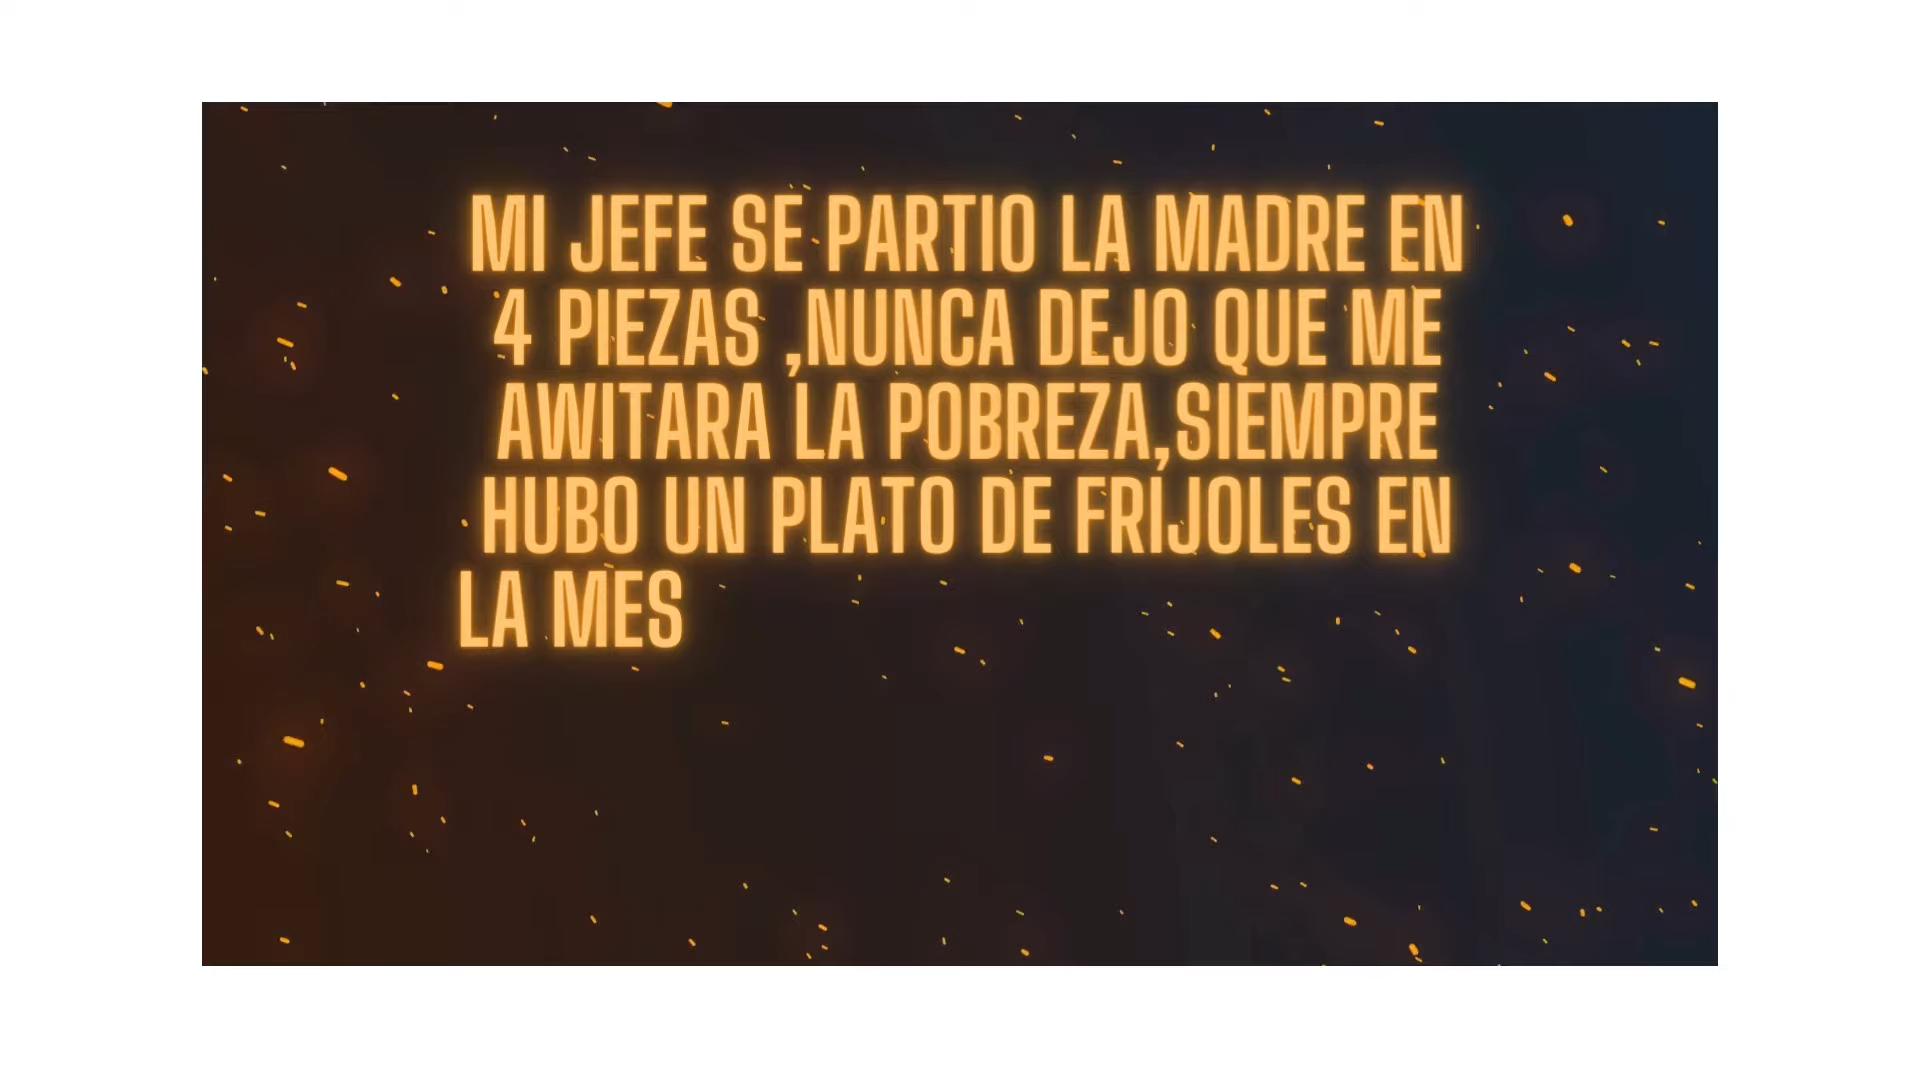 MI JEFE SE PARTIO LA MADRE EN
4 PIEZAS ,NUNCA DEJO QUE ME
AWITARA LA POBREZA,SIEMPRE
HUBO UN PLATO DE FRIJOLES EN
LA MES